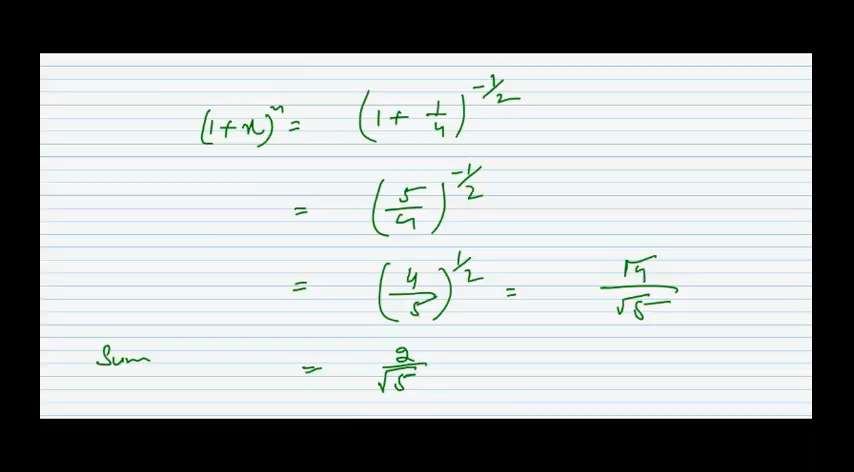 (1+x)^n = (1 + 1/4)^(-1/2)
= (5/4)^(-1/2)
= (4/5)^(1/2) = √4/√5
Sum = 2/√5